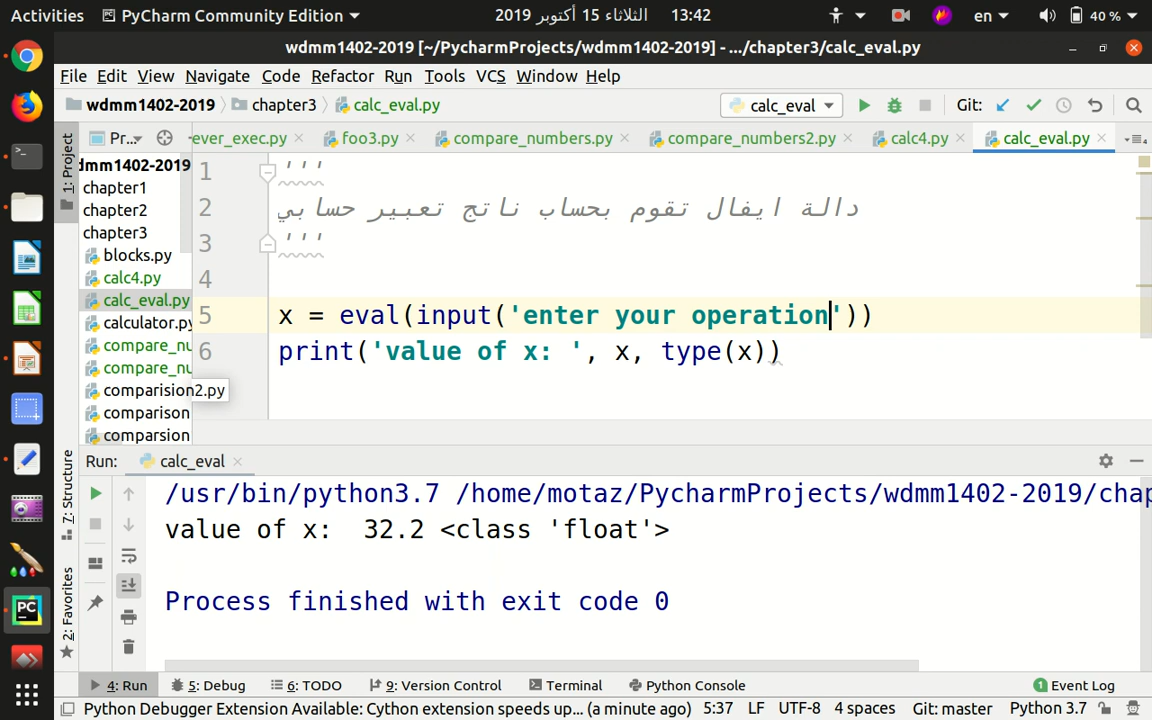 Activities PyCharm Community Edition الثلاثاء 15 أكتوبر 2019 13:42 en 40 %
wdmm1402-2019 [~/PycharmProjects/wdmm1402-2019] - .../chapter3/calc_eval.py
File Edit View Navigate Code Refactor Run Tools VCS Window Help
wdmm1402-2019 chapter3 calc_eval.py calc_eval Git:
1: Project
Pr... ever_exec.py foo3.py compare_numbers.py compare_numbers2.py calc4.py calc_eval.py
dmm1402-2019
chapter1
chapter2
chapter3
blocks.py
calc4.py
calc_eval.py
calculator.py
compare_nu
compare_nu
comparision2.py
comparison
comparsion
1 '''
2 دالة ايفال تقوم بحساب ناتج تعبير حسابي
3 '''
4
5 x = eval(input('enter your operation'))
6 print('value of x: ', x, type(x))
7: Structure
2: Favorites
Run: calc_eval
/usr/bin/python3.7 /home/motaz/PycharmProjects/wdmm1402-2019/chap
value of x:  32.2 <class 'float'>
Process finished with exit code 0
4: Run 5: Debug 6: TODO 9: Version Control Terminal Python Console 1 Event Log
Python Debugger Extension Available: Cython extension speeds up... (a minute ago) 5:37 LF UTF-8 4 spaces Git: master Python 3.7